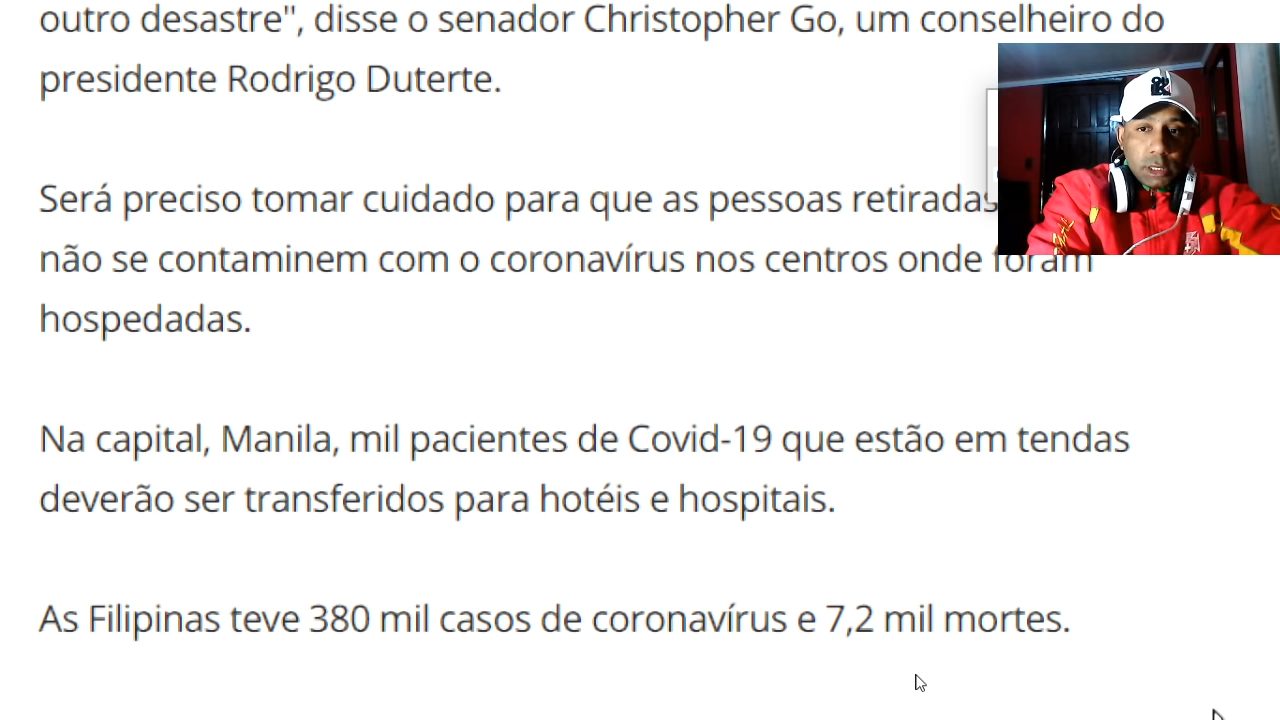 outro desastre", disse o senador Christopher Go, um conselheiro do
presidente Rodrigo Duterte.
Será preciso tomar cuidado para que as pessoas retiradas
não se contaminem com o coronavírus nos centros onde foram
hospedadas.
Na capital, Manila, mil pacientes de Covid-19 que estão em tendas
deverão ser transferidos para hotéis e hospitais.
As Filipinas teve 380 mil casos de coronavírus e 7,2 mil mortes.